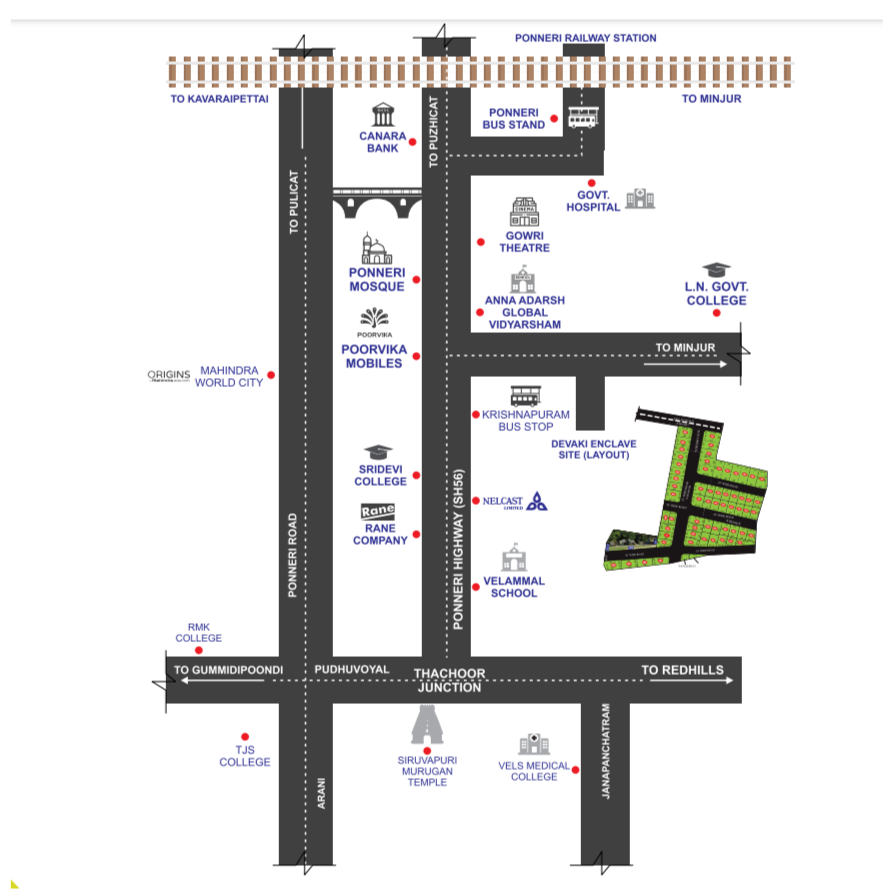 PONNERI RAILWAY STATION
TO KAVARAIPETTAI
TO MINJUR
CANARA
BANK
TO PUZHICAT
PONNERI
BUS STAND
TO PULICAT
GOVT.
HOSPITAL
CINEMA
GOWRI
THEATRE
PONNERI
MOSQUE
ANNA ADARSH
GLOBAL
VIDYARSHAM
L.N. GOVT.
COLLEGE
POORVIKA
POORVIKA
MOBILES
TO MINJUR
ORIGINS
MAHINDRA
WORLD CITY
KRISHNAPURAM
BUS STOP
DEVAKI ENCLAVE
SITE (LAYOUT)
SRIDEVI
COLLEGE
NELCAST
LIMITED
Rane
RANE
COMPANY
PONNERI HIGHWAY (SH56)
PONNERI ROAD
VELAMMAL
SCHOOL
RMK
COLLEGE
TO GUMMIDIPOONDI
PUDHUVOYAL
THACHOOR
JUNCTION
TO REDHILLS
TJS
COLLEGE
SIRUVAPURI
MURUGAN
TEMPLE
VELS MEDICAL
COLLEGE
JANAPANCHATRAM
ARANI